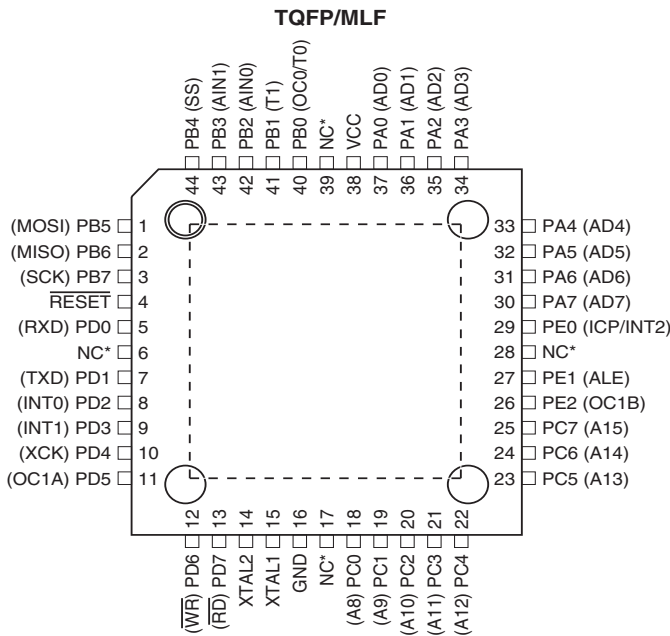 TQFP/MLF
PB4 (SS)
PB3 (AIN1)
PB2 (AIN0)
PB1 (T1)
PB0 (OC0/T0)
NC*
VCC
PA0 (AD0)
PA1 (AD1)
PA2 (AD2)
PA3 (AD3)
44 43 42 41 40 39 38 37 36 35 34
(MOSI) PB5 1
(MISO) PB6 2
(SCK) PB7 3
RESET 4
(RXD) PD0 5
NC* 6
(TXD) PD1 7
(INT0) PD2 8
(INT1) PD3 9
(XCK) PD4 10
(OC1A) PD5 11
33 PA4 (AD4)
32 PA5 (AD5)
31 PA6 (AD6)
30 PA7 (AD7)
29 PE0 (ICP/INT2)
28 NC*
27 PE1 (ALE)
26 PE2 (OC1B)
25 PC7 (A15)
24 PC6 (A14)
23 PC5 (A13)
12 13 14 15 16 17 18 19 20 21 22
(WR) PD6
(RD) PD7
XTAL2
XTAL1
GND
NC*
(A8) PC0
(A9) PC1
(A10) PC2
(A11) PC3
(A12) PC4